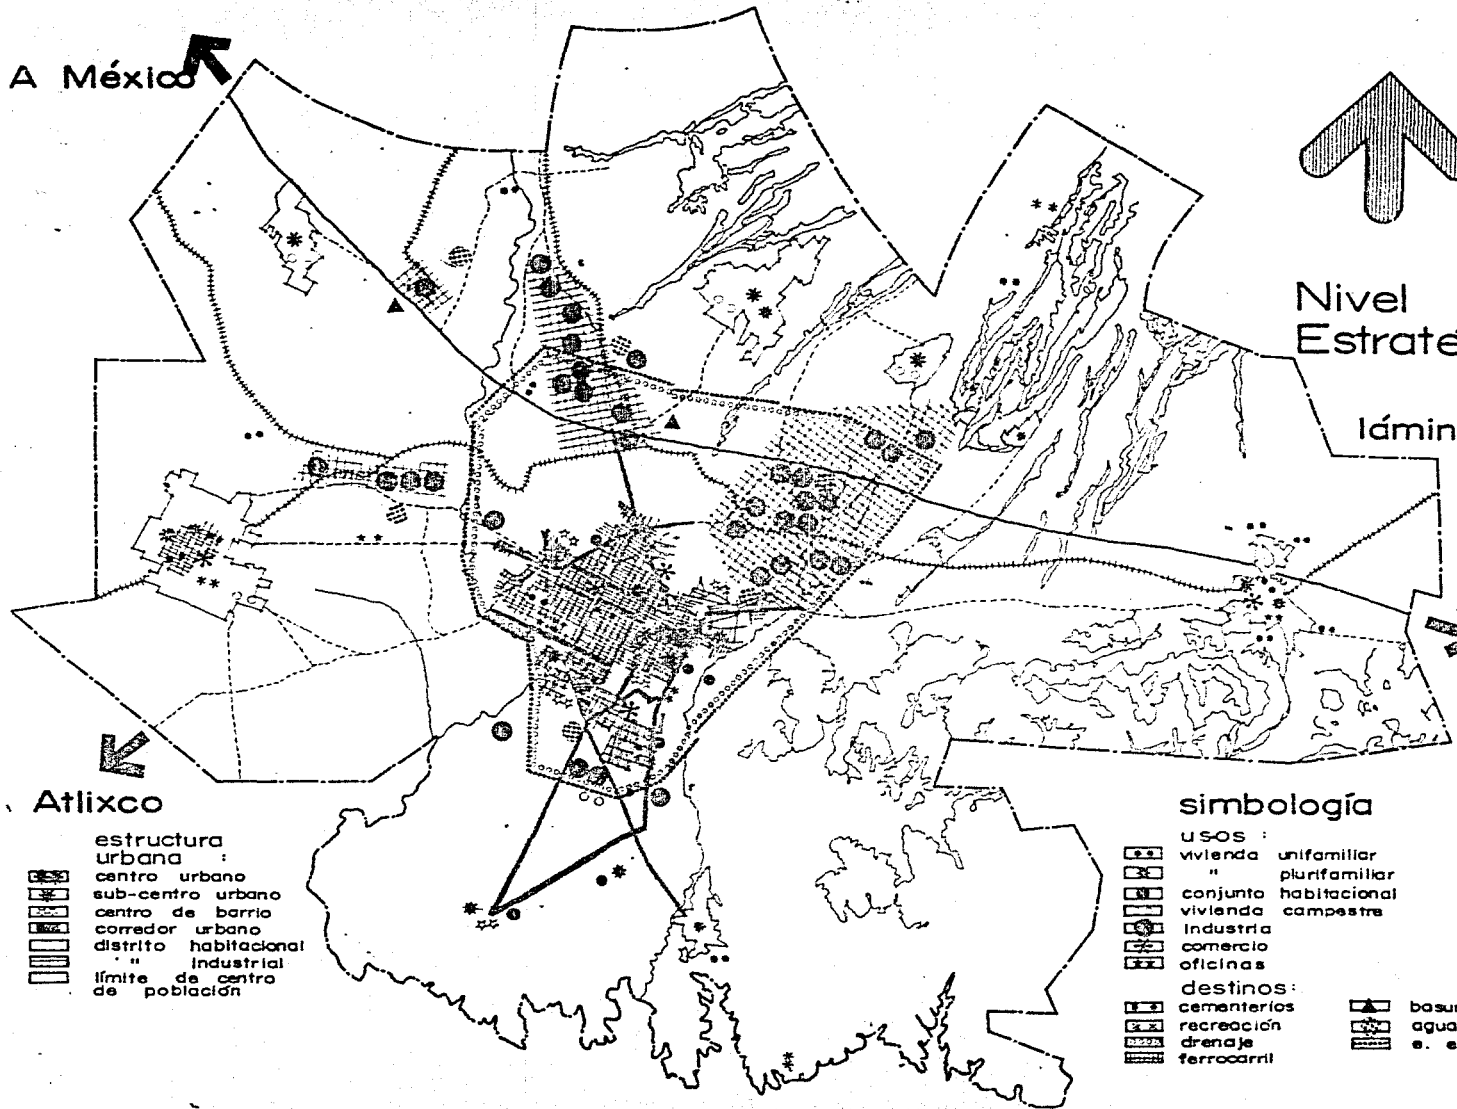 A México
Nivel
Estraté
lámin
Atlixco
estructura
urbana :
centro urbano
sub-centro urbano
centro de barrio
corredor urbano
distrito habitacional
" industrial
límite de centro
de población
simbología
usos :
vivienda unifamiliar
" plurifamiliar
conjunto habitacional
vivienda campestre
industria
comercio
oficinas
destinos:
cementerios
recreación
drenaje
ferrocarril
basur
agua
e. e